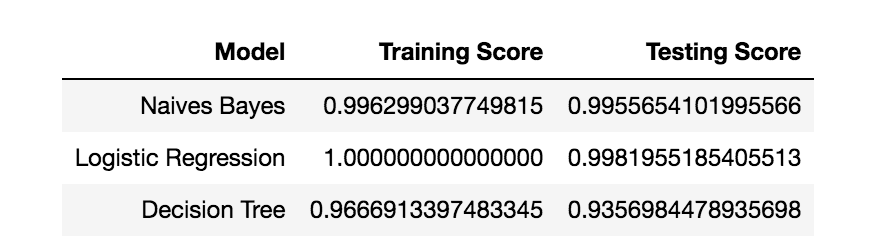 Model Training Score Testing Score
Naives Bayes 0.996299037749815 0.9955654101995566
Logistic Regression 1.000000000000000 0.9981955185405513
Decision Tree 0.9666913397483345 0.9356984478935698